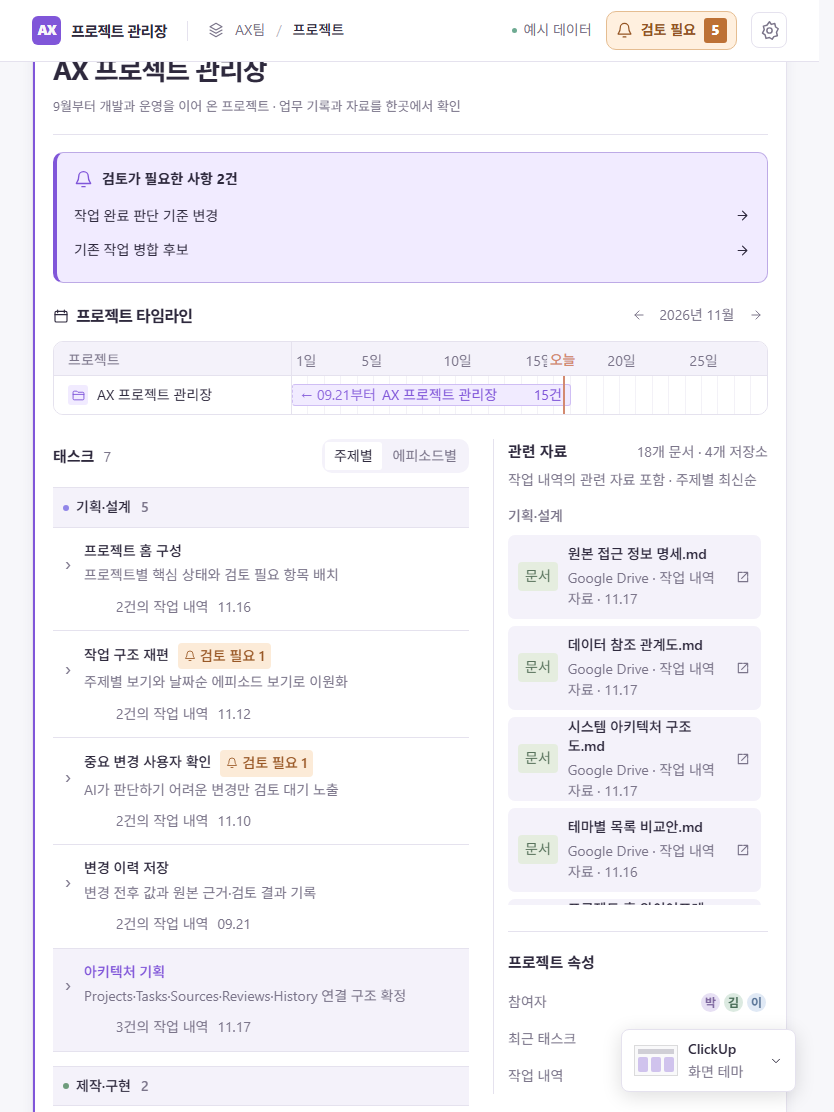 AX 프로젝트 관리장
AX팀 / 프로젝트
예시 데이터
검토 필요 5
AX 프로젝트 관리장
9월부터 개발과 운영을 이어 온 프로젝트 · 업무 기록과 자료를 한곳에서 확인
검토가 필요한 사항 2건
작업 완료 판단 기준 변경
기존 작업 병합 후보
프로젝트 타임라인
← 2026년 11월 →
프로젝트 1일 5일 10일 15일 오늘 20일 25일
AX 프로젝트 관리장 ← 09.21부터 AX 프로젝트 관리장 15건
태스크 7
주제별 에피소드별
기획·설계 5
프로젝트 홈 구성
프로젝트별 핵심 상태와 검토 필요 항목 배치
2건의 작업 내역 11.16
작업 구조 재편 검토 필요 1
주제별 보기와 날짜순 에피소드 보기로 이원화
2건의 작업 내역 11.12
중요 변경 사용자 확인 검토 필요 1
AI가 판단하기 어려운 변경만 검토 대기 노출
2건의 작업 내역 11.10
변경 이력 저장
변경 전후 값과 원본 근거·검토 결과 기록
2건의 작업 내역 09.21
아키텍처 기획
Projects·Tasks·Sources·Reviews·History 연결 구조 확정
3건의 작업 내역 11.17
제작·구현 2
관련 자료 18개 문서 · 4개 저장소
작업 내역의 관련 자료 포함 · 주제별 최신순
기획·설계
문서
원본 접근 정보 명세.md
Google Drive · 작업 내역
자료 · 11.17
문서
데이터 참조 관계도.md
Google Drive · 작업 내역
자료 · 11.17
문서
시스템 아키텍처 구조
도.md
Google Drive · 작업 내역
자료 · 11.17
문서
테마별 목록 비교안.md
Google Drive · 작업 내역
자료 · 11.16
프로젝트 속성
참여자 박 김 이
최근 태스크
작업 내역
ClickUp
화면 테마